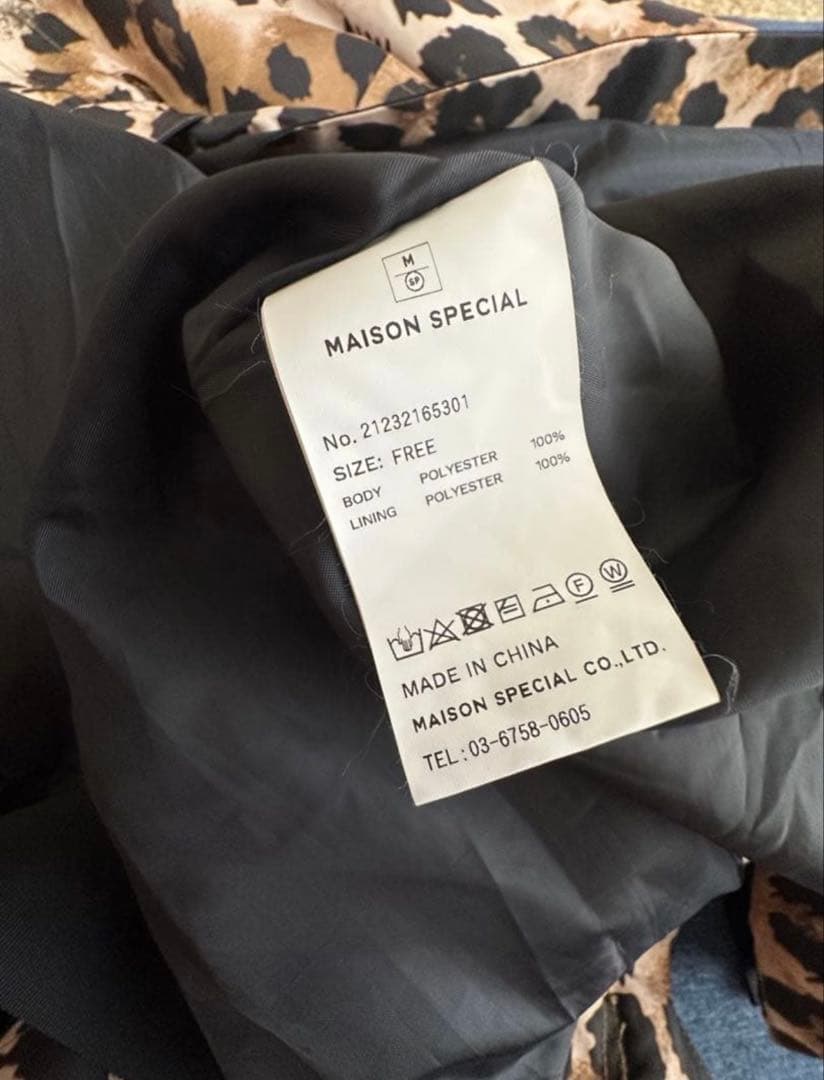 M
SP
MAISON SPECIAL
No. 21232165301
SIZE: FREE
BODY POLYESTER 100%
LINING POLYESTER 100%
F W
MADE IN CHINA
MAISON SPECIAL CO.,LTD.
TEL:03-6758-0605